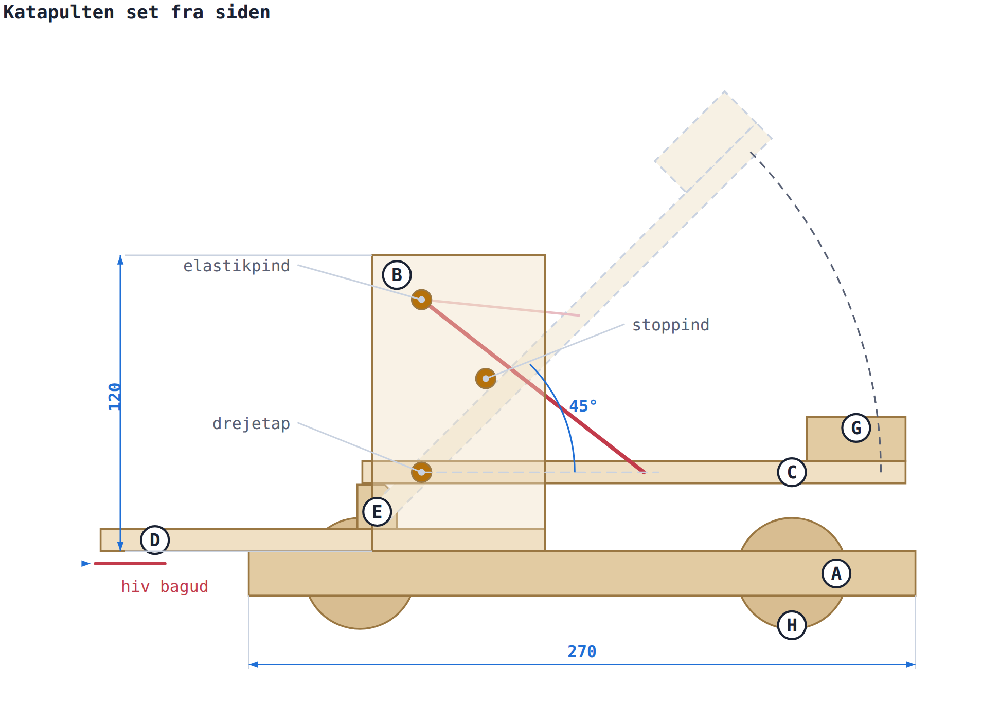 Katapulten set fra siden
elastikpind
B
stoppind
120
45°
drejetap
G
C
E
D
A
hiv bagud
H
270